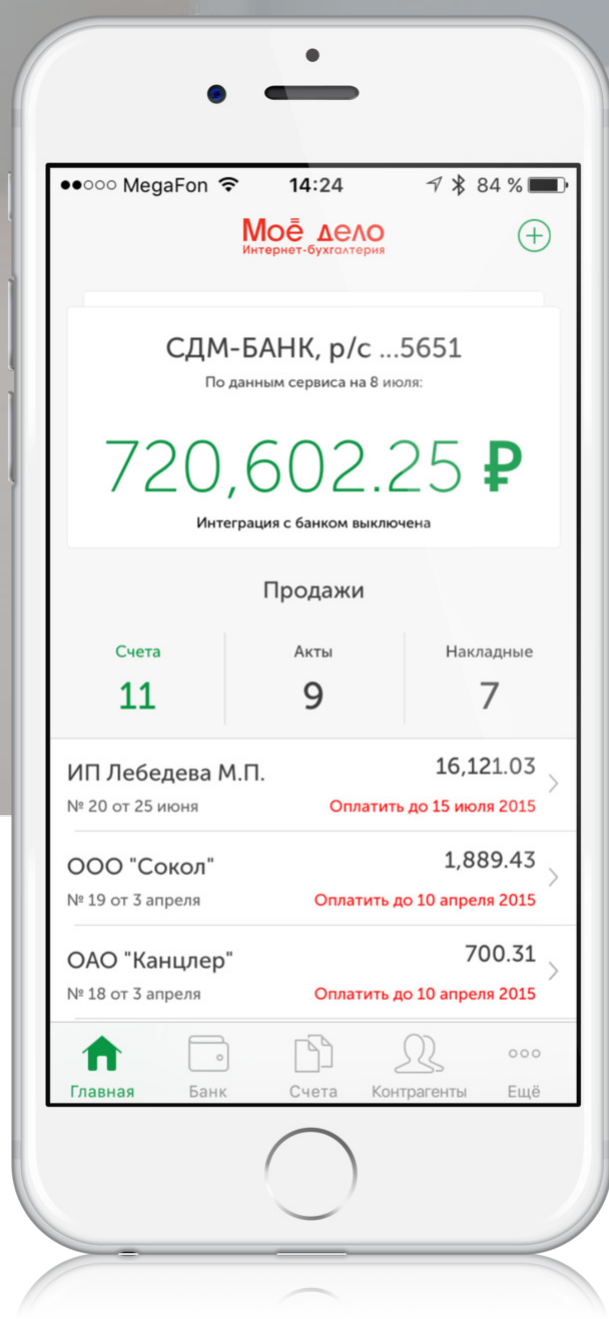 MegaFon 14:24 84 %
Моё дело
Интернет-бухгалтерия
СДМ-БАНК, р/с ...5651
По данным сервиса на 8 июля:
720,602.25 ₽
Интеграция с банком выключена
Продажи
Счета Акты Накладные
11 9 7
ИП Лебедева М.П. 16,121.03
№ 20 от 25 июня Оплатить до 15 июля 2015
ООО "Сокол" 1,889.43
№ 19 от 3 апреля Оплатить до 10 апреля 2015
ОАО "Канцлер" 700.31
№ 18 от 3 апреля Оплатить до 10 апреля 2015
Главная Банк Счета Контрагенты Ещё